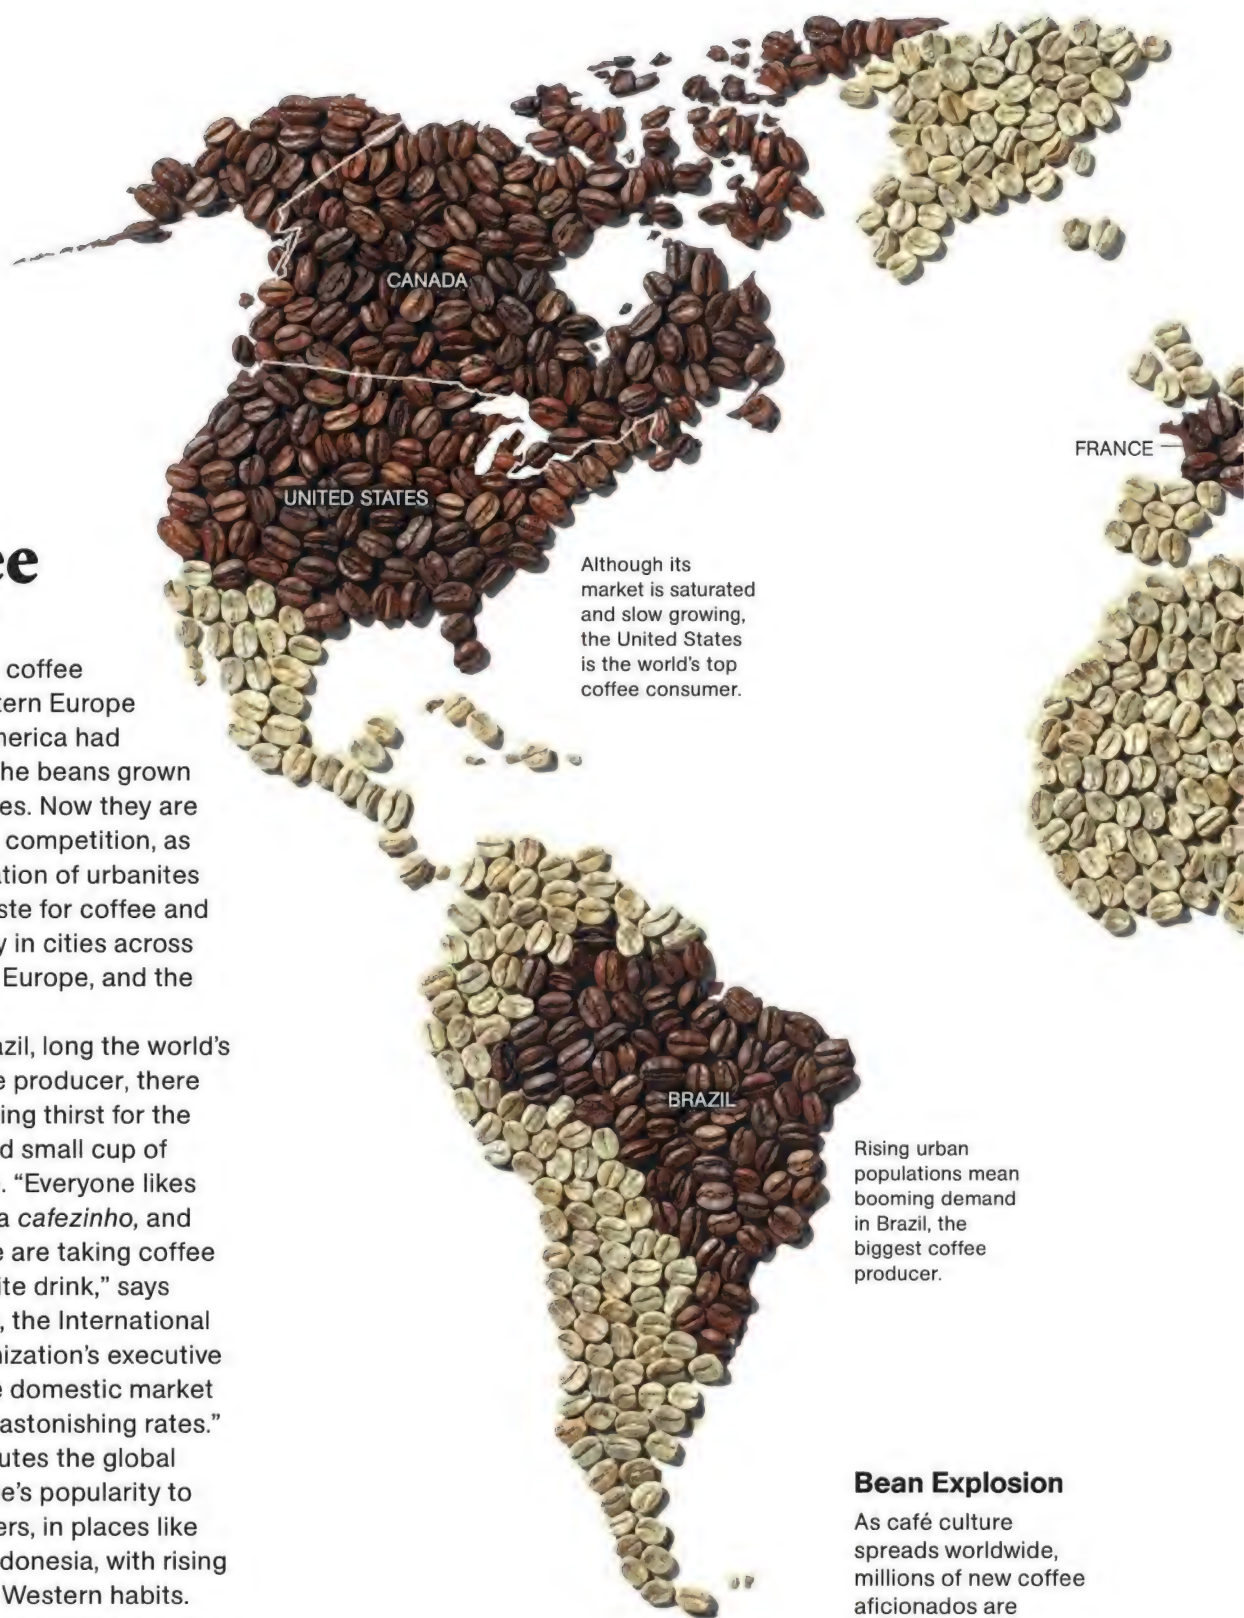 ee
coffee
tern Europe
merica had
he beans grown
es. Now they are
competition, as
ation of urbanites
ste for coffee and
y in cities across
Europe, and the
azil, long the world's
e producer, there
ing thirst for the
d small cup of
. “Everyone likes
a cafezinho, and
e are taking coffee
ite drink,” says
, the International
nization's executive
e domestic market
astonishing rates.”
utes the global
e's popularity to
ers, in places like
donesia, with rising
Western habits.
CANADA
UNITED STATES
Although its
market is saturated
and slow growing,
the United States
is the world's top
coffee consumer.
FRANCE
BRAZIL
Rising urban
populations mean
booming demand
in Brazil, the
biggest coffee
producer.
Bean Explosion
As café culture
spreads worldwide,
millions of new coffee
aficionados are